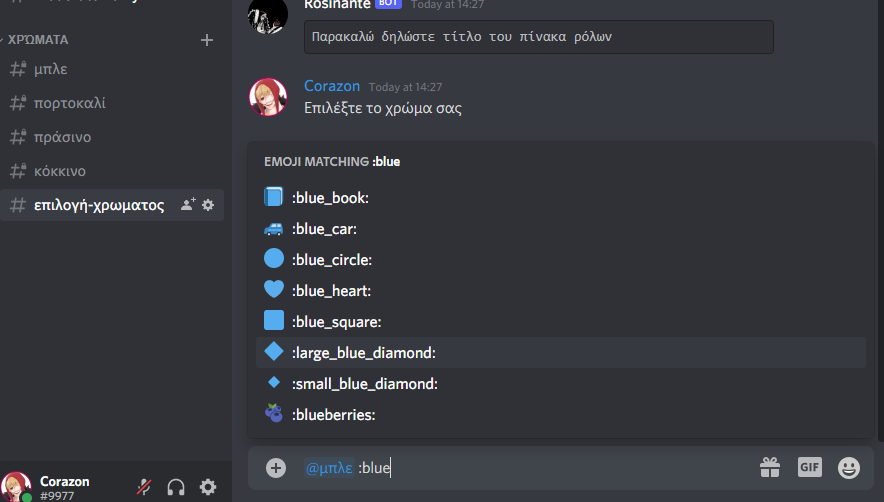 Rosinante BOT Today at 14:27
Παρακαλώ δηλώστε τίτλο του πίνακα ρόλων
ΧΡΏΜΑΤΑ
μπλε
πορτοκαλί
πράσινο
κόκκινο
επιλογή-χρωματος
Corazon Today at 14:27
Επιλέξτε το χρώμα σας
EMOJI MATCHING :blue
:blue_book:
:blue_car:
:blue_circle:
:blue_heart:
:blue_square:
:large_blue_diamond:
:small_blue_diamond:
:blueberries:
@μπλε :blue
GIF
Corazon
#9977